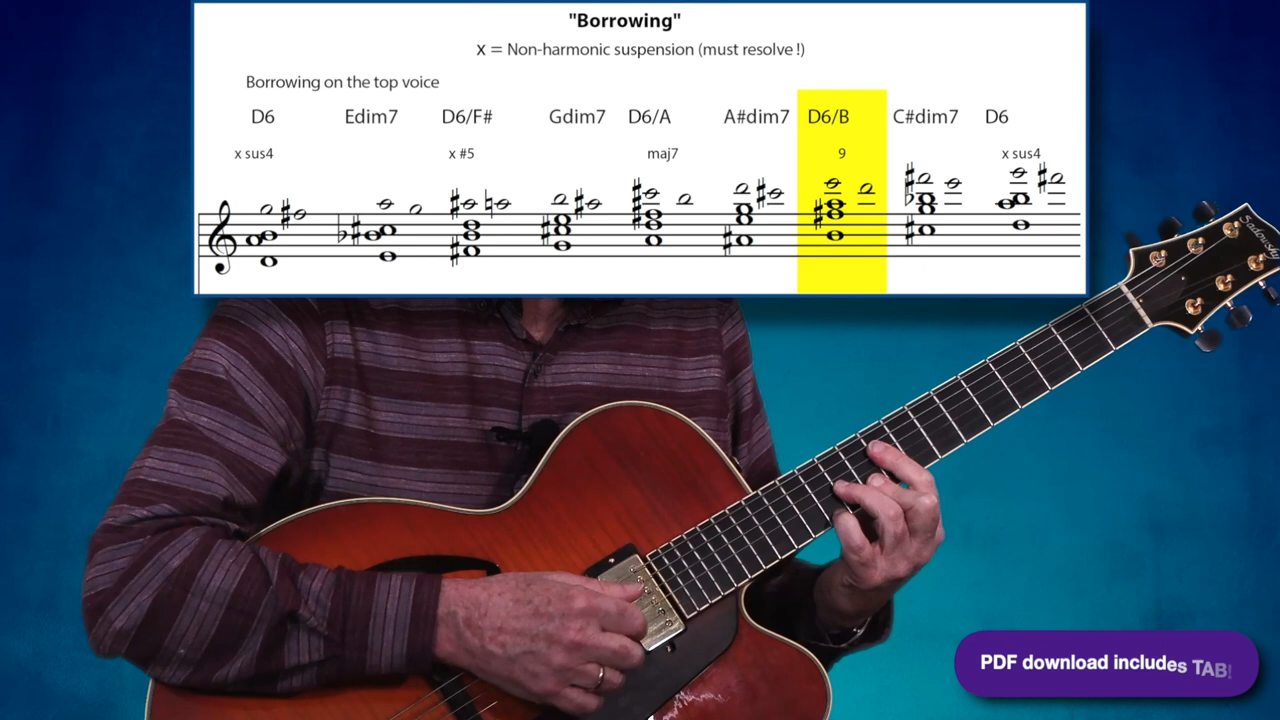 "Borrowing"
x = Non-harmonic suspension (must resolve!)
Borrowing on the top voice
D6 Edim7 D6/F# Gdim7 D6/A A#dim7 D6/B C#dim7 D6
x sus4 x #5 maj7 9 x sus4
Sadowsky
PDF download includes TAB!